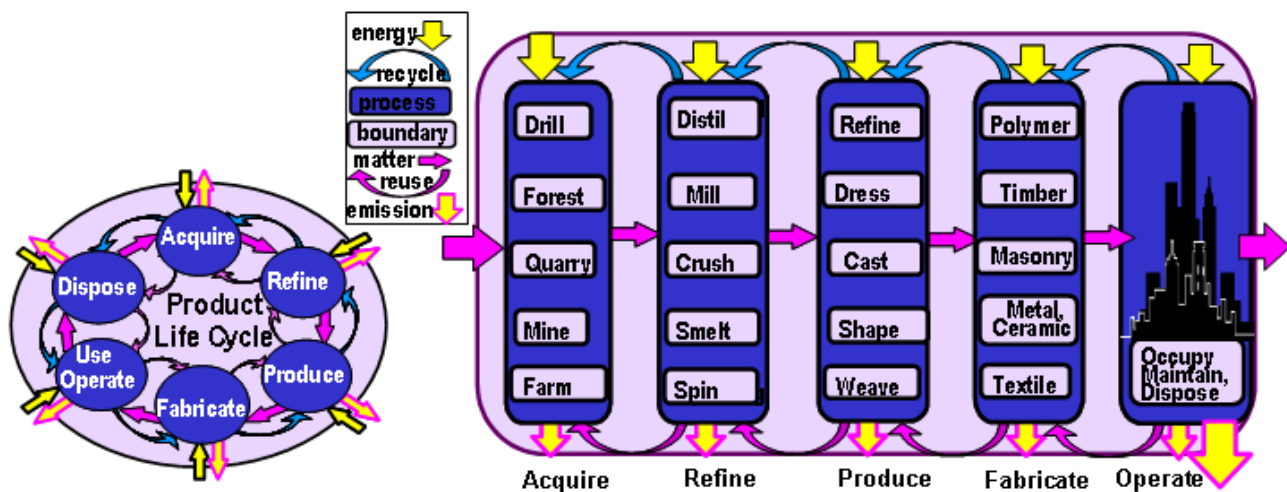 energy
recycle
process
boundary
matter
reuse
emission
Acquire
Refine
Produce
Fabricate
Use
Operate
Dispose
Product
Life Cycle
Drill
Forest
Quarry
Mine
Farm
Acquire
Distil
Mill
Crush
Smelt
Spin
Refine
Refine
Dress
Cast
Shape
Weave
Produce
Polymer
Timber
Masonry
Metal,
Ceramic
Textile
Fabricate
Occupy
Maintain,
Dispose
Operate